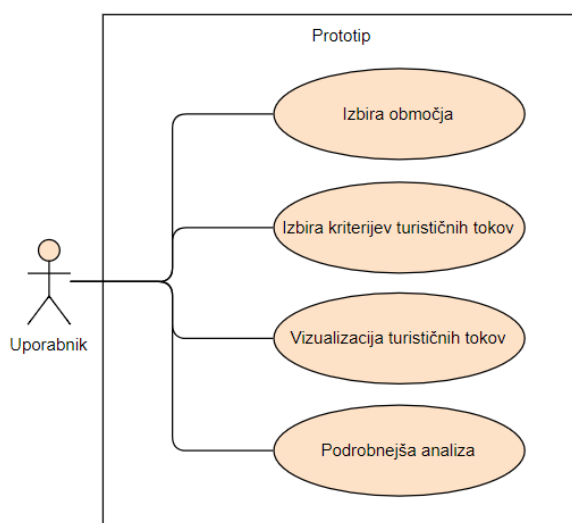 Prototip
Izbira območja
Izbira kriterijev turističnih tokov
Vizualizacija turističnih tokov
Podrobnejša analiza
Uporabnik